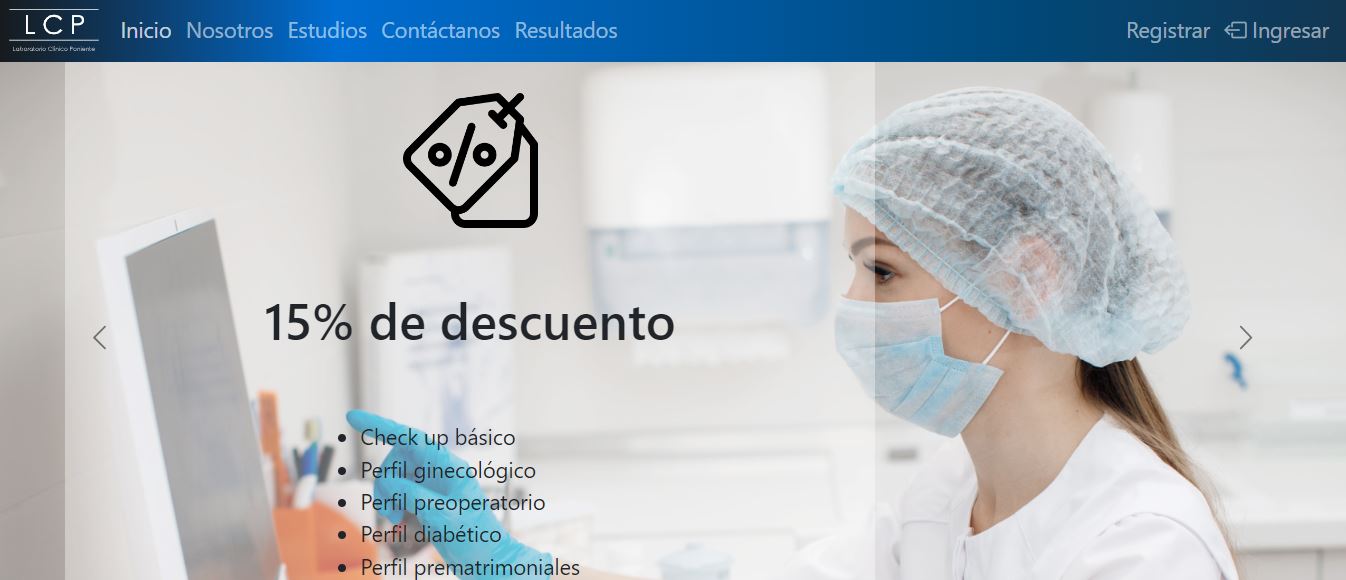 L C P
Laboratorio Clínico Poniente
Inicio Nosotros Estudios Contáctanos Resultados Registrar Ingresar
15% de descuento
• Check up básico
• Perfil ginecológico
• Perfil preoperatorio
• Perfil diabético
• Perfil prematrimoniales